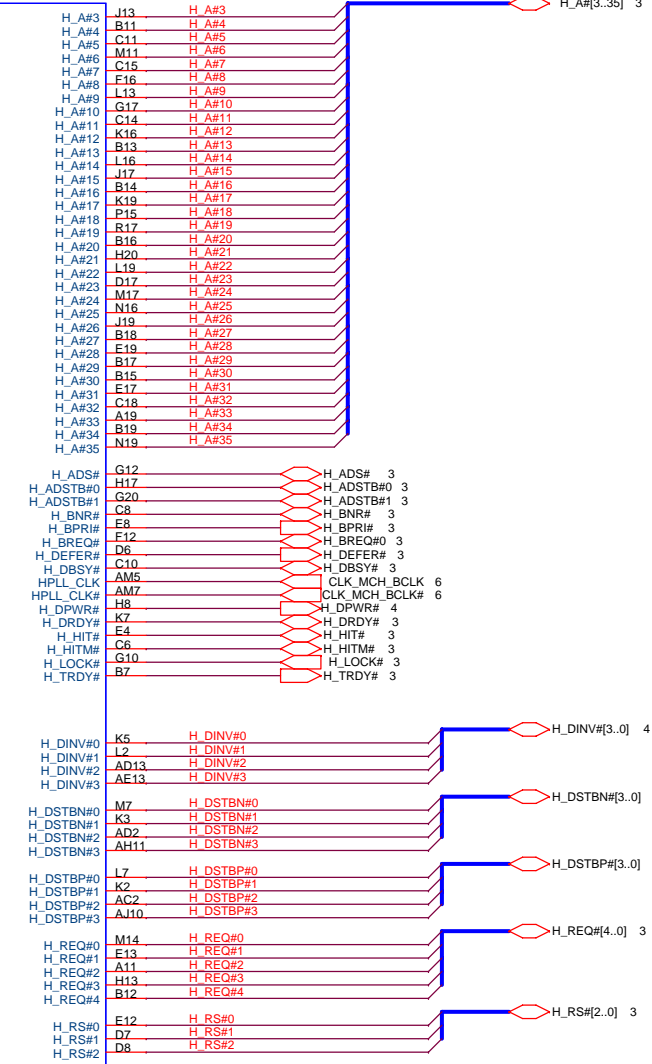 H_A#[3..35] 3
H_A#3 J13 H_A#3
H_A#4 B11 H_A#4
H_A#5 C11 H_A#5
H_A#6 M11 H_A#6
H_A#7 C15 H_A#7
H_A#8 F16 H_A#8
H_A#9 L13 H_A#9
H_A#10 G17 H_A#10
H_A#11 C14 H_A#11
H_A#12 K16 H_A#12
H_A#13 B13 H_A#13
H_A#14 L16 H_A#14
H_A#15 J17 H_A#15
H_A#16 B14 H_A#16
H_A#17 K19 H_A#17
H_A#18 P15 H_A#18
H_A#19 R17 H_A#19
H_A#20 B16 H_A#20
H_A#21 H20 H_A#21
H_A#22 L19 H_A#22
H_A#23 D17 H_A#23
H_A#24 M17 H_A#24
H_A#25 N16 H_A#25
H_A#26 J19 H_A#26
H_A#27 B18 H_A#27
H_A#28 E19 H_A#28
H_A#29 B17 H_A#29
H_A#30 B15 H_A#30
H_A#31 E17 H_A#31
H_A#32 C18 H_A#32
H_A#33 A19 H_A#33
H_A#34 B19 H_A#34
H_A#35 N19 H_A#35
H_ADS# G12 H_ADS# 3
H_ADSTB#0 H17 H_ADSTB#0 3
H_ADSTB#1 G20 H_ADSTB#1 3
H_BNR# C8 H_BNR# 3
H_BPRI# E8 H_BPRI# 3
H_BREQ# F12 H_BREQ#0 3
H_DEFER# D6 H_DEFER# 3
H_DBSY# C10 H_DBSY# 3
HPLL_CLK AM5 CLK_MCH_BCLK 6
HPLL_CLK# AM7 CLK_MCH_BCLK# 6
H_DPWR# H8 H_DPWR# 4
H_DRDY# K7 H_DRDY# 3
H_HIT# E4 H_HIT# 3
H_HITM# C6 H_HITM# 3
H_LOCK# G10 H_LOCK# 3
H_TRDY# B7 H_TRDY# 3
H_DINV#[3..0] 4
H_DINV#0 K5 H_DINV#0
H_DINV#1 L2 H_DINV#1
H_DINV#2 AD13 H_DINV#2
H_DINV#3 AE13 H_DINV#3
H_DSTBN#[3..0]
H_DSTBN#0 M7 H_DSTBN#0
H_DSTBN#1 K3 H_DSTBN#1
H_DSTBN#2 AD2 H_DSTBN#2
H_DSTBN#3 AH11 H_DSTBN#3
H_DSTBP#[3..0]
H_DSTBP#0 L7 H_DSTBP#0
H_DSTBP#1 K2 H_DSTBP#1
H_DSTBP#2 AC2 H_DSTBP#2
H_DSTBP#3 AJ10 H_DSTBP#3
H_REQ#[4..0] 3
H_REQ#0 M14 H_REQ#0
H_REQ#1 E13 H_REQ#1
H_REQ#2 A11 H_REQ#2
H_REQ#3 H13 H_REQ#3
H_REQ#4 B12 H_REQ#4
H_RS#[2..0] 3
H_RS#0 E12 H_RS#0
H_RS#1 D7 H_RS#1
H_RS#2 D8 H_RS#2